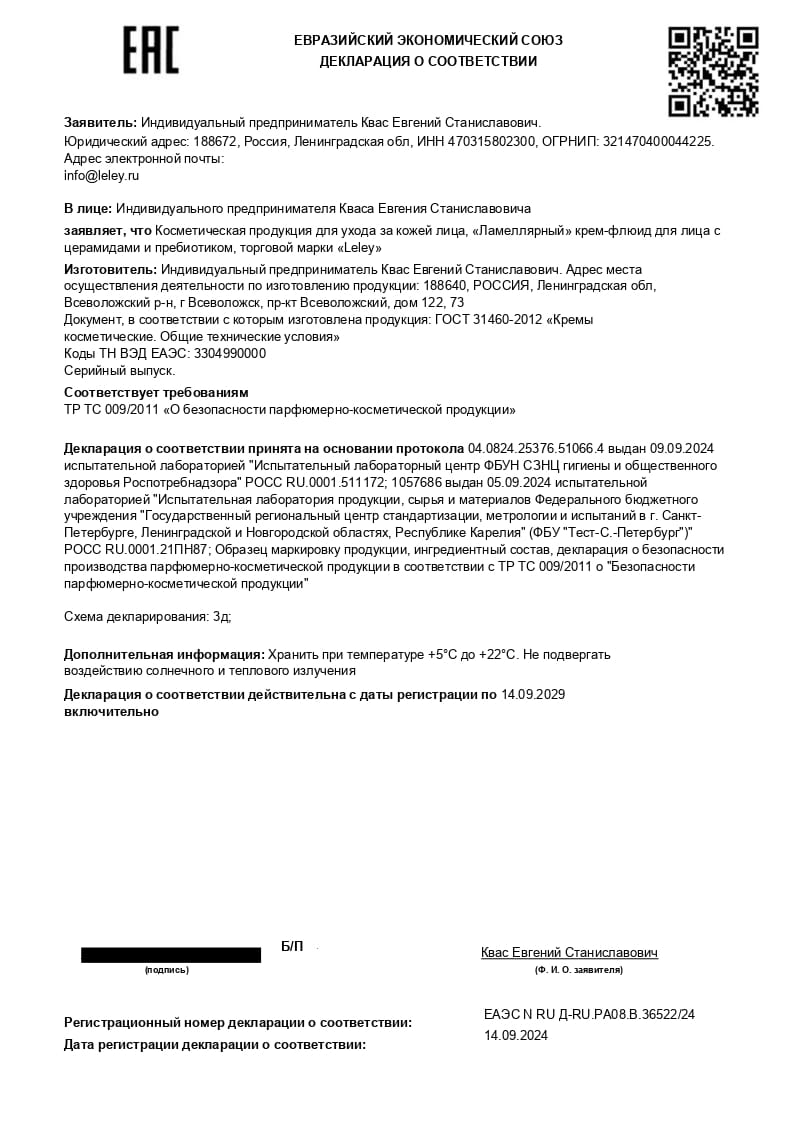 EAC
ЕВРАЗИЙСКИЙ ЭКОНОМИЧЕСКИЙ СОЮЗ
ДЕКЛАРАЦИЯ О СООТВЕТСТВИИ
Заявитель: Индивидуальный предприниматель Квас Евгений Станиславович.
Юридический адрес: 188672, Россия, Ленинградская обл, ИНН 470315802300, ОГРНИП: 321470400044225.
Адрес электронной почты:
info@leley.ru
В лице: Индивидуального предпринимателя Кваса Евгения Станиславовича
заявляет, что Косметическая продукция для ухода за кожей лица, «Ламеллярный» крем-флюид для лица с
церамидами и пребиотиком, торговой марки «Leley»
Изготовитель: Индивидуальный предприниматель Квас Евгений Станиславович. Адрес места
осуществления деятельности по изготовлению продукции: 188640, РОССИЯ, Ленинградская обл,
Всеволожский р-н, г Всеволожск, пр-кт Всеволожский, дом 122, 73
Документ, в соответствии с которым изготовлена продукция: ГОСТ 31460-2012 «Кремы
косметические. Общие технические условия»
Коды ТН ВЭД ЕАЭС: 3304990000
Серийный выпуск.
Соответствует требованиям
ТР ТС 009/2011 «О безопасности парфюмерно-косметической продукции»
Декларация о соответствии принята на основании протокола 04.0824.25376.51066.4 выдан 09.09.2024
испытательной лабораторией "Испытательный лабораторный центр ФБУН СЗНЦ гигиены и общественного
здоровья Роспотребнадзора" РОСС RU.0001.511172; 1057686 выдан 05.09.2024 испытательной
лабораторией "Испытательная лаборатория продукции, сырья и материалов Федерального бюджетного
учреждения "Государственный региональный центр стандартизации, метрологии и испытаний в г. Санкт-
Петербурге, Ленинградской и Новгородской областях, Республике Карелия" (ФБУ "Тест-С.-Петербург")"
РОСС RU.0001.21ПН87; Образец маркировку продукции, ингредиентный состав, декларация о безопасности
производства парфюмерно-косметической продукции в соответствии с ТР ТС 009/2011 о "Безопасности
парфюмерно-косметической продукции"
Схема декларирования: 3д;
Дополнительная информация: Хранить при температуре +5°С до +22°С. Не подвергать
воздействию солнечного и теплового излучения
Декларация о соответствии действительна с даты регистрации по 14.09.2029
включительно
Б/П
Квас Евгений Станиславович
(подпись)
(Ф. И. О. заявителя)
Регистрационный номер декларации о соответствии: ЕАЭС N RU Д-RU.РА08.В.36522/24
Дата регистрации декларации о соответствии: 14.09.2024